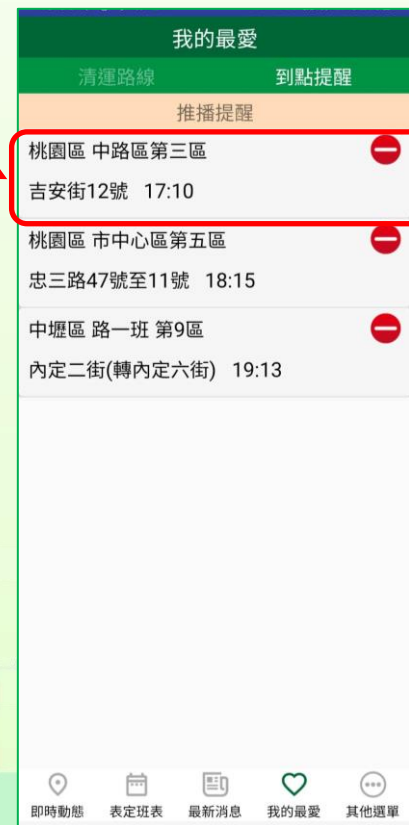 我的最愛
清運路線 到點提醒
推播提醒
桃園區 中路區第三區
吉安街12號 17:10
桃園區 市中心區第五區
忠三路47號至11號 18:15
中壢區 路一班 第9區
內定二街(轉內定六街) 19:13
即時動態 表定班表 最新消息 我的最愛 其他選單